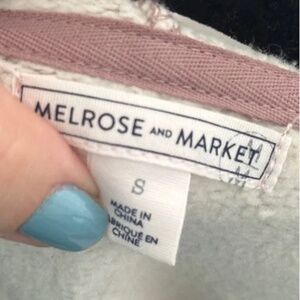 MELROSE AND MARKET
S
MADE IN
CHINA
FABRIQUÉ EN
CHINE